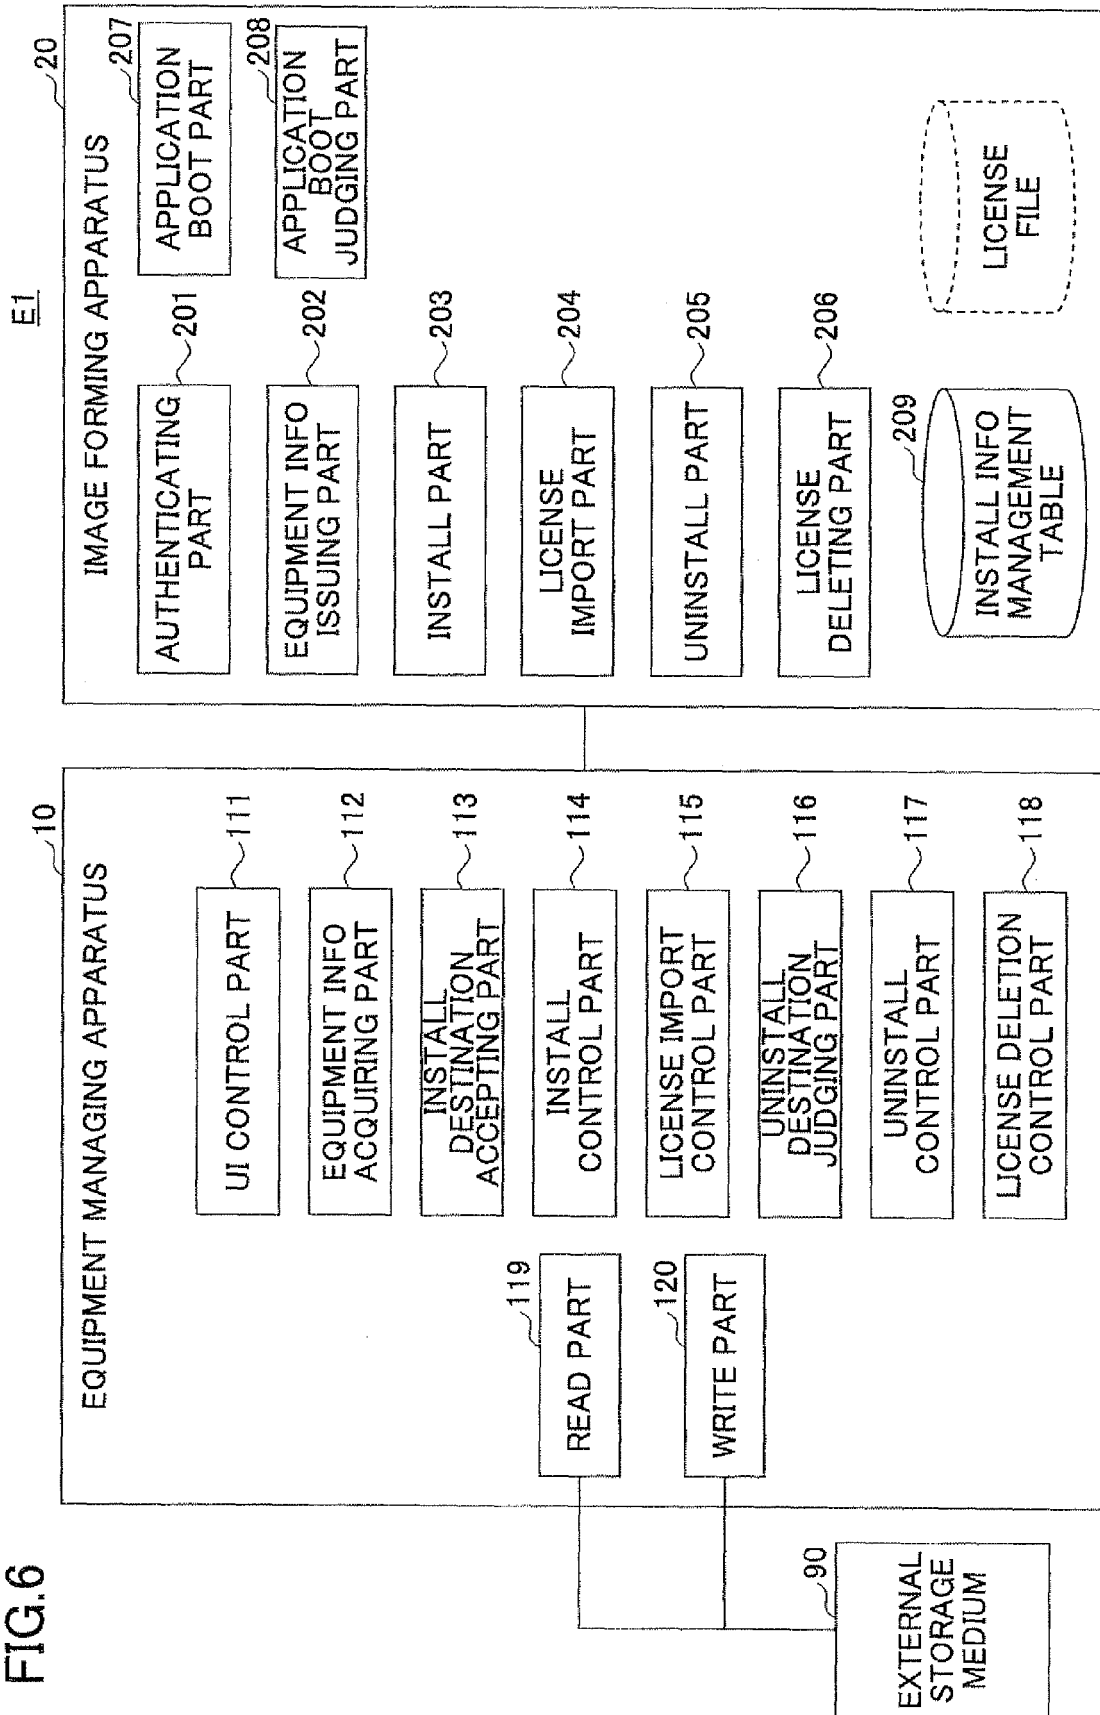 FIG.6
E1
EQUIPMENT MANAGING APPARATUS
10
UI CONTROL PART
111
EQUIPMENT INFO
ACQUIRING PART
112
INSTALL
DESTINATION
ACCEPTING PART
113
INSTALL
CONTROL PART
114
LICENSE IMPORT
CONTROL PART
115
UNINSTALL
DESTINATION
JUDGING PART
116
UNINSTALL
CONTROL PART
117
LICENSE DELETION
CONTROL PART
118
119
READ PART
120
WRITE PART
90
EXTERNAL
STORAGE
MEDIUM
IMAGE FORMING APPARATUS
20
AUTHENTICATING
PART
201
EQUIPMENT INFO
ISSUING PART
202
INSTALL PART
203
LICENSE
IMPORT PART
204
UNINSTALL PART
205
LICENSE
DELETING PART
206
207
APPLICATION
BOOT PART
208
APPLICATION
BOOT
JUDGING PART
209
INSTALL INFO
MANAGEMENT
TABLE
LICENSE
FILE